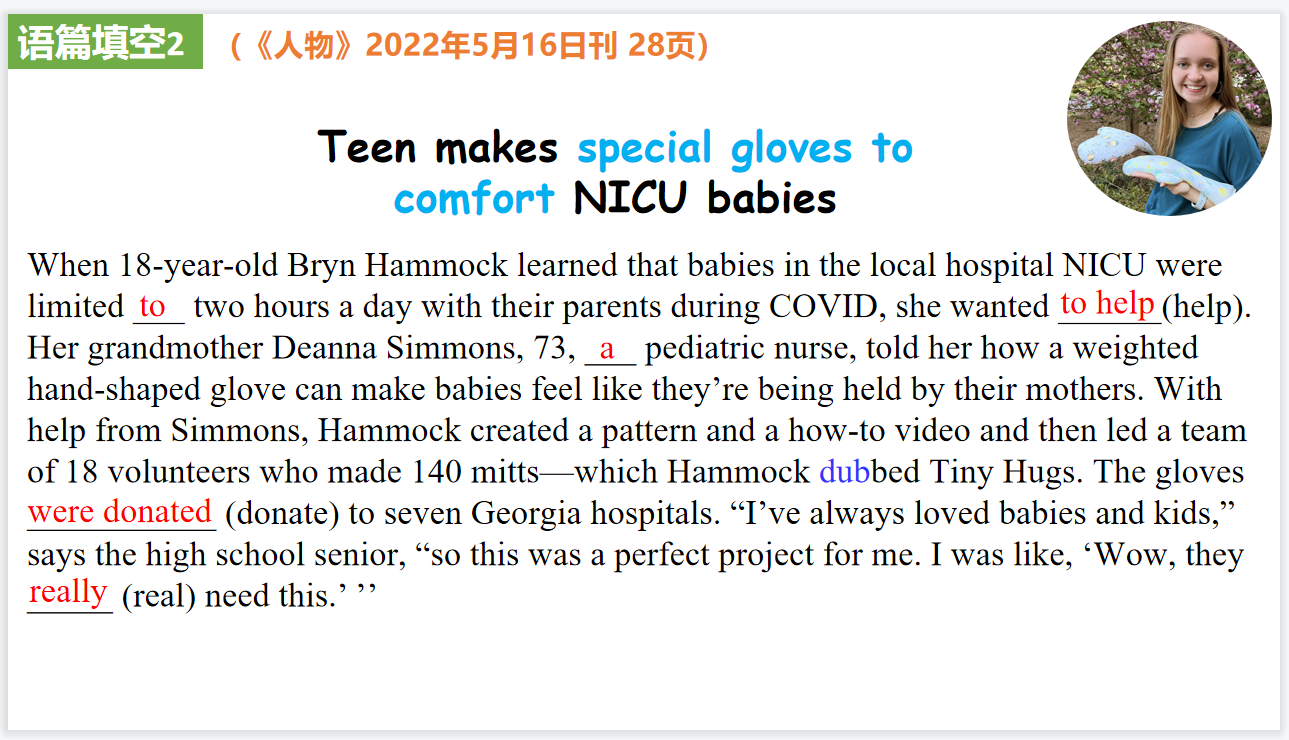 语篇填空2 （《人物》2022年5月16日刊 28页）
Teen makes special gloves to
comfort NICU babies
When 18-year-old Bryn Hammock learned that babies in the local hospital NICU were
limited to two hours a day with their parents during COVID, she wanted to help(help).
Her grandmother Deanna Simmons, 73, a pediatric nurse, told her how a weighted
hand-shaped glove can make babies feel like they’re being held by their mothers. With
help from Simmons, Hammock created a pattern and a how-to video and then led a team
of 18 volunteers who made 140 mitts—which Hammock dubbed Tiny Hugs. The gloves
were donated (donate) to seven Georgia hospitals. “I’ve always loved babies and kids,”
says the high school senior, “so this was a perfect project for me. I was like, ‘Wow, they
really (real) need this.’ ’’